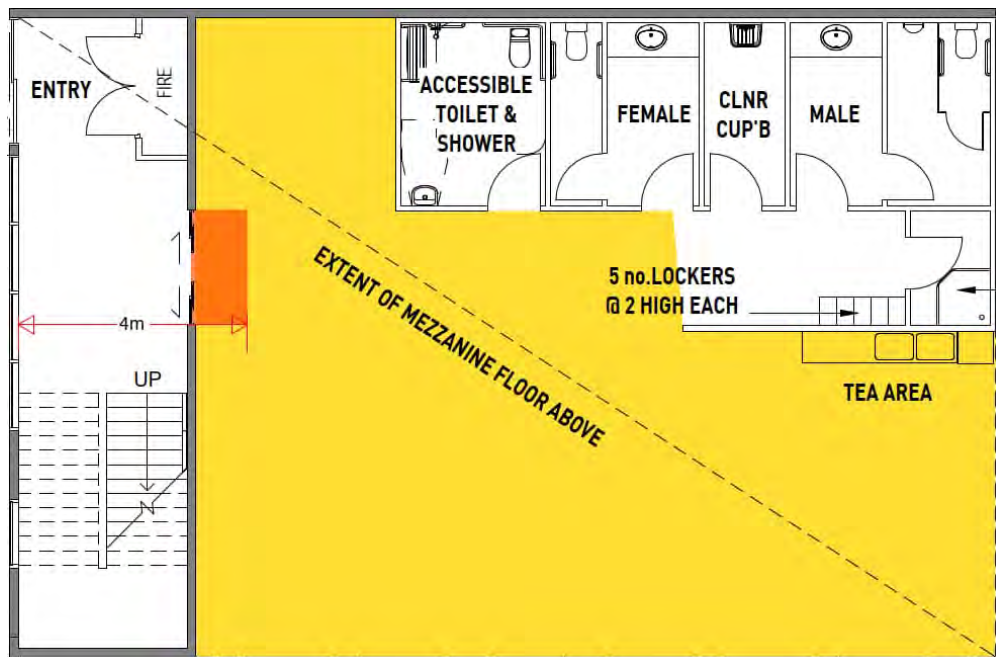 ENTRY
FIRE
ACCESSIBLE
TOILET &
SHOWER
FEMALE
CLNR
CUP'B
MALE
5 no.LOCKERS
@ 2 HIGH EACH
EXTENT OF MEZZANINE FLOOR ABOVE
4m
UP
TEA AREA